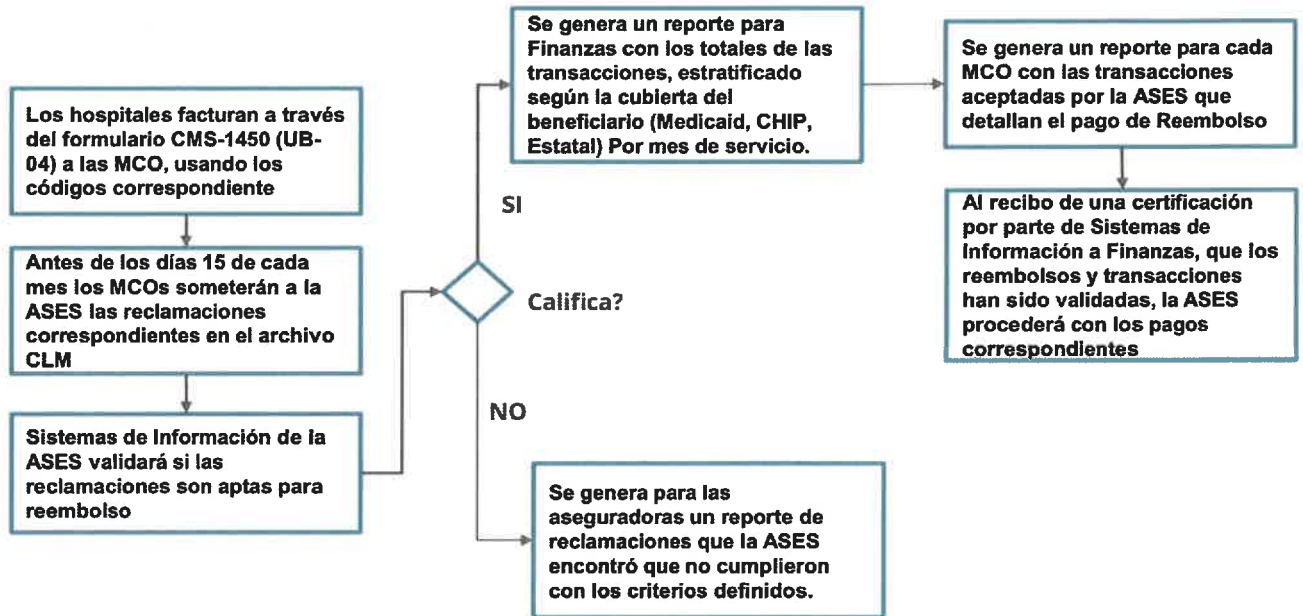 Los hospitales facturan a través
del formulario CMS-1450 (UB-
04) a las MCO, usando los
códigos correspondiente
Antes de los días 15 de cada
mes los MCOs someterán a la
ASES las reclamaciones
correspondientes en el archivo
CLM
Sistemas de Información de la
ASES validará si las
reclamaciones son aptas para
reembolso
Califica?
SI
Se genera un reporte para
Finanzas con los totales de las
transacciones, estratificado
según la cubierta del
beneficiario (Medicaid, CHIP,
Estatal) Por mes de servicio.
Se genera un reporte para cada
MCO con las transacciones
aceptadas por la ASES que
detallan el pago de Reembolso
Al recibo de una certificación
por parte de Sistemas de
Información a Finanzas, que los
reembolsos y transacciones
han sido validadas, la ASES
procederá con los pagos
correspondientes
NO
Se genera para las
aseguradoras un reporte de
reclamaciones que la ASES
encontró que no cumplieron
con los criterios definidos.